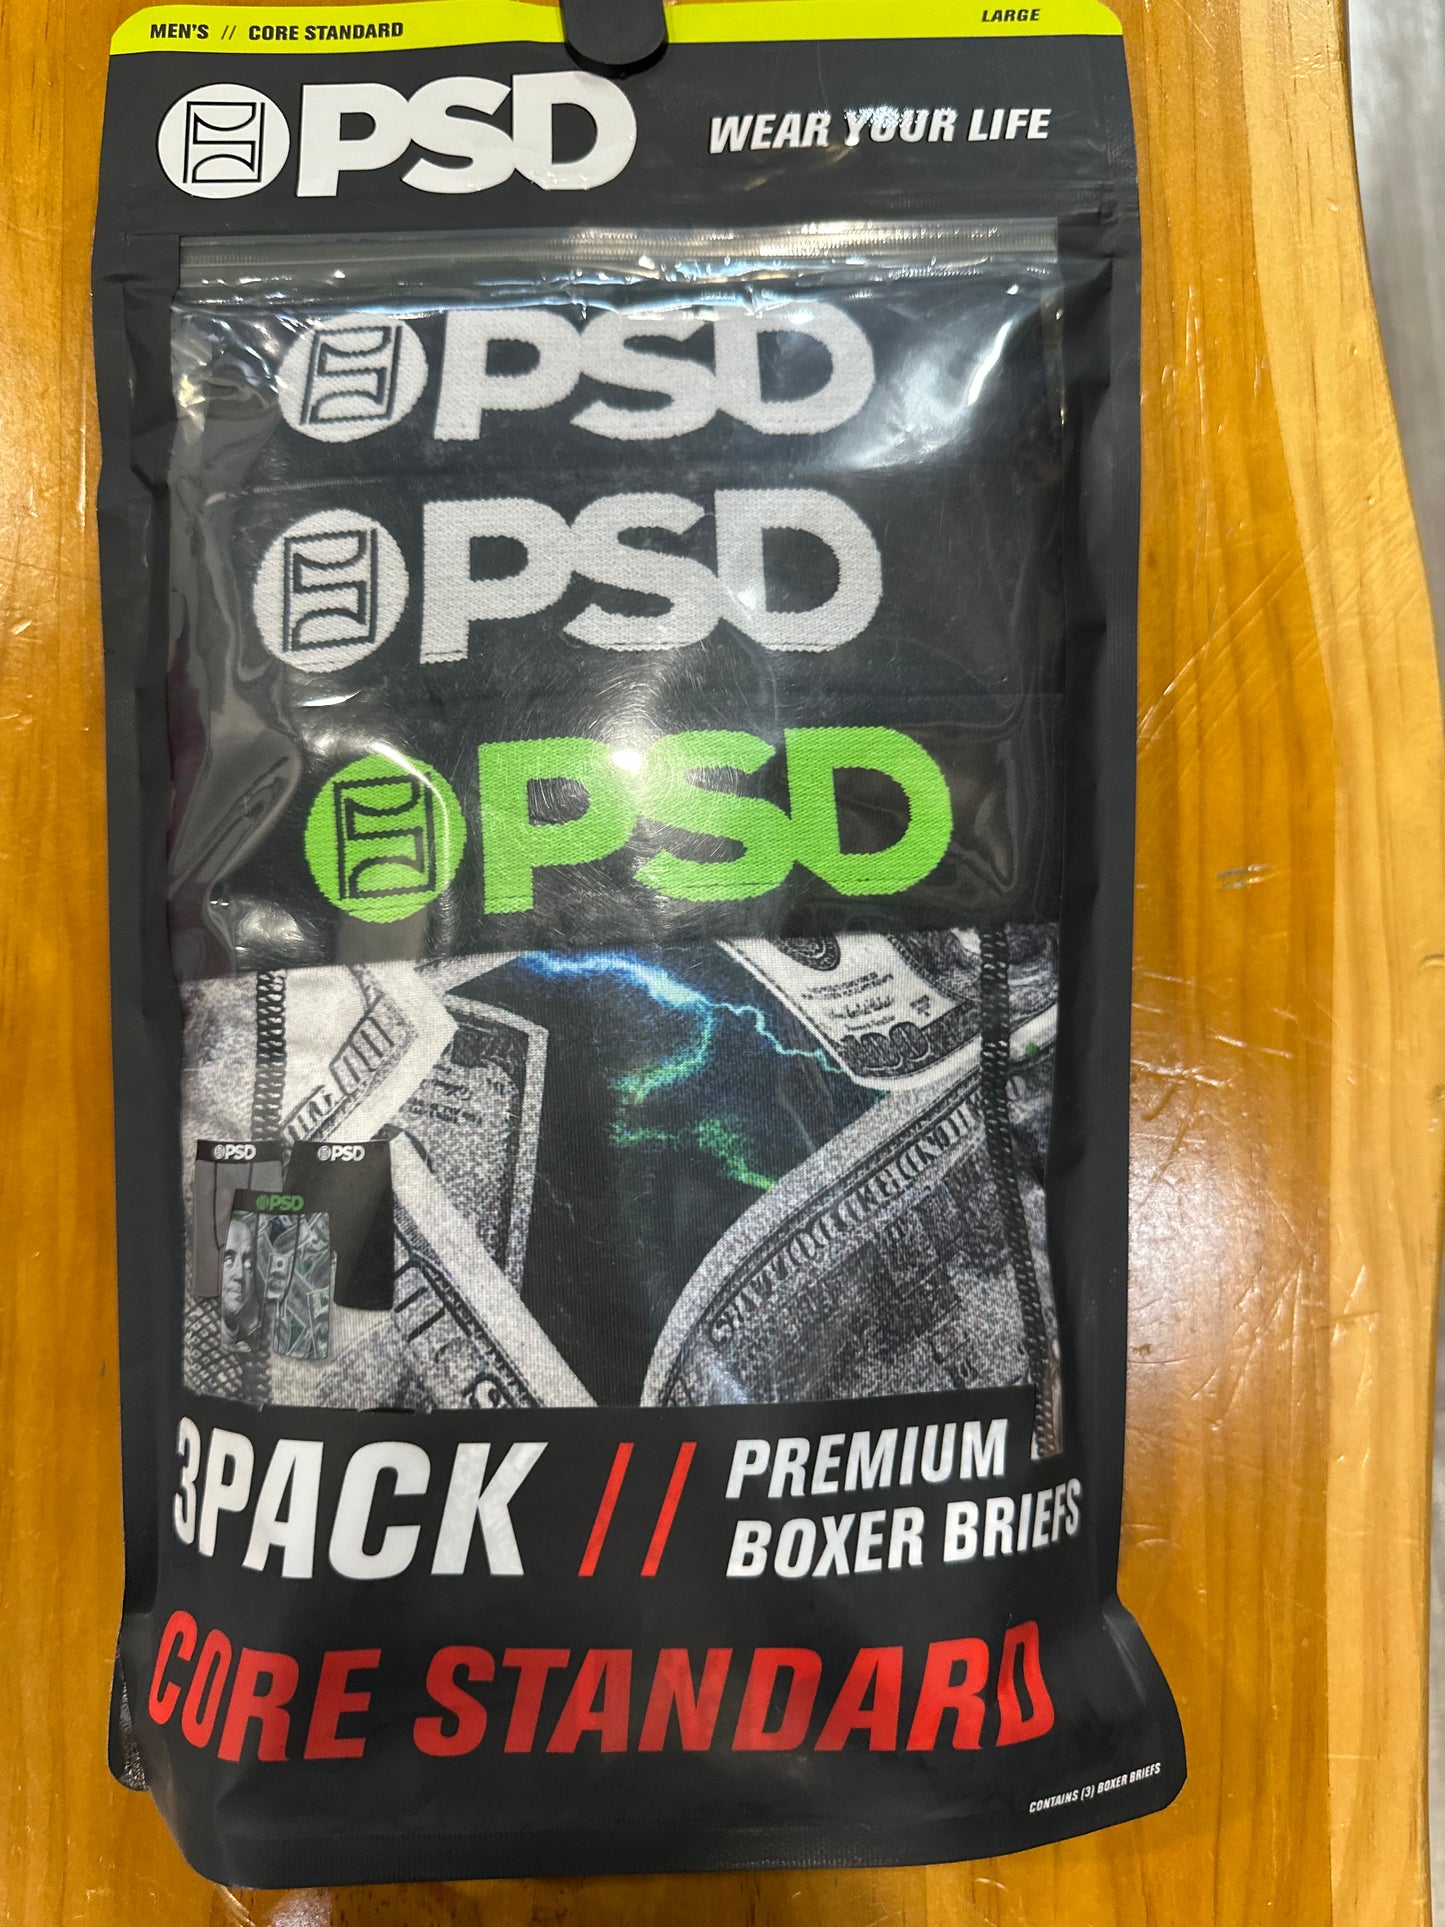 MEN'S // CORE STANDARD
LARGE
PSD
WEAR YOUR LIFE
PSD
PSD
PSD
PSD
PSD
PSD
3PACK // PREMIUM
BOXER BRIEFS
CORE STANDARD
CONTAINS (3) BOXER BRIEFS